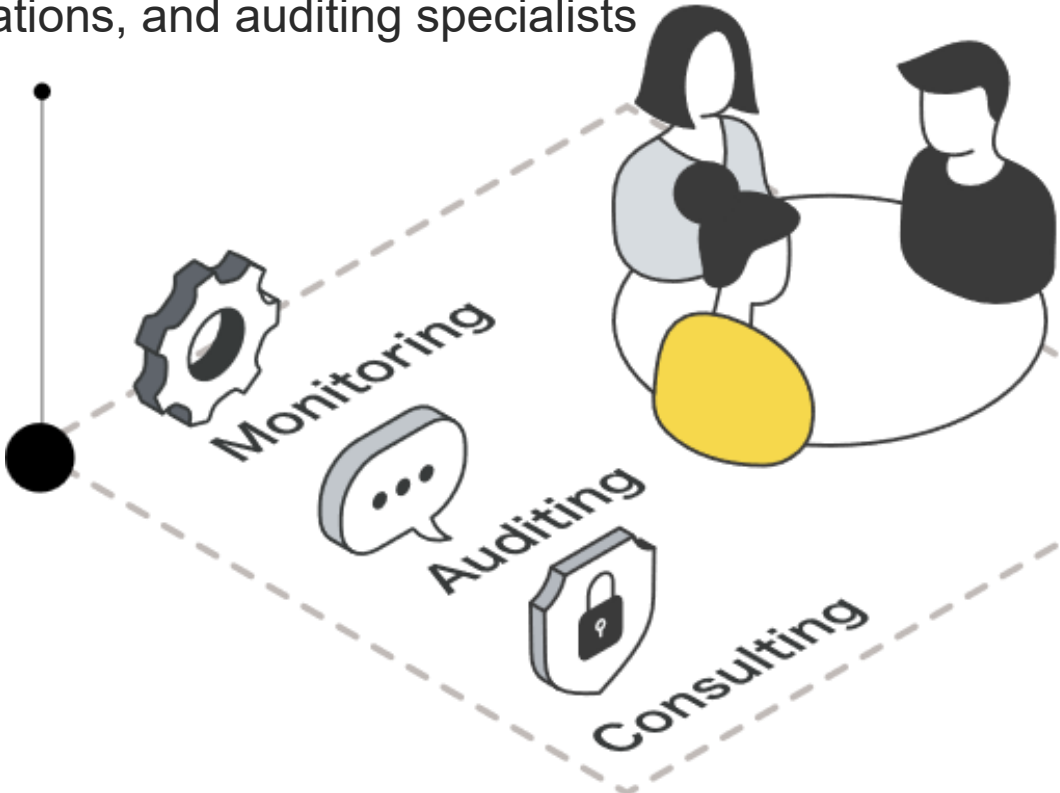 ations, and auditing specialists
Monitoring
Auditing
Consulting